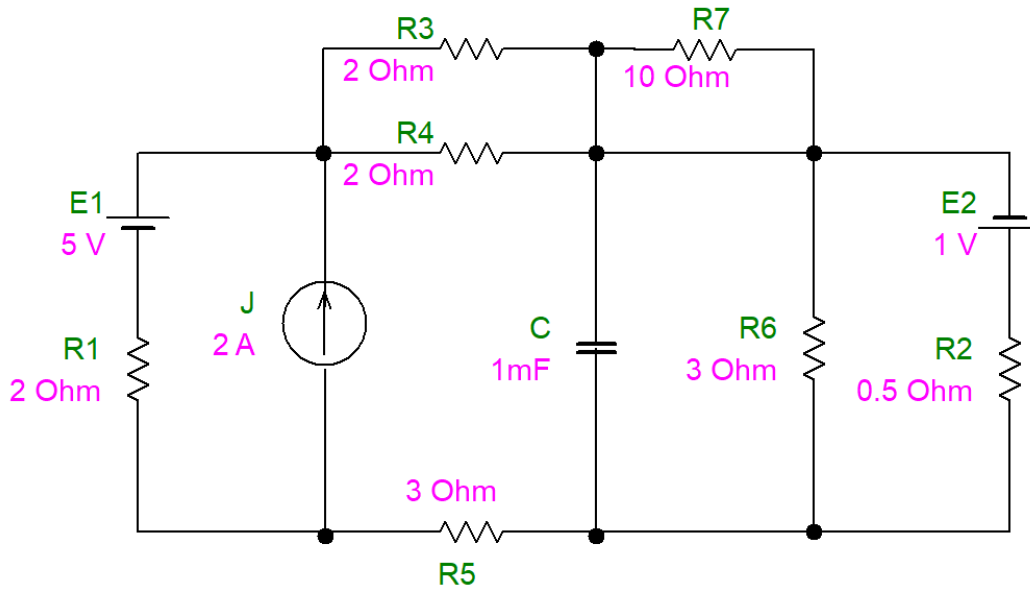 R3
2 Ohm
R7
10 Ohm
R4
2 Ohm
E1
5 V
E2
1 V
J
2 A
R1
2 Ohm
C
1mF
R6
3 Ohm
R2
0.5 Ohm
3 Ohm
R5